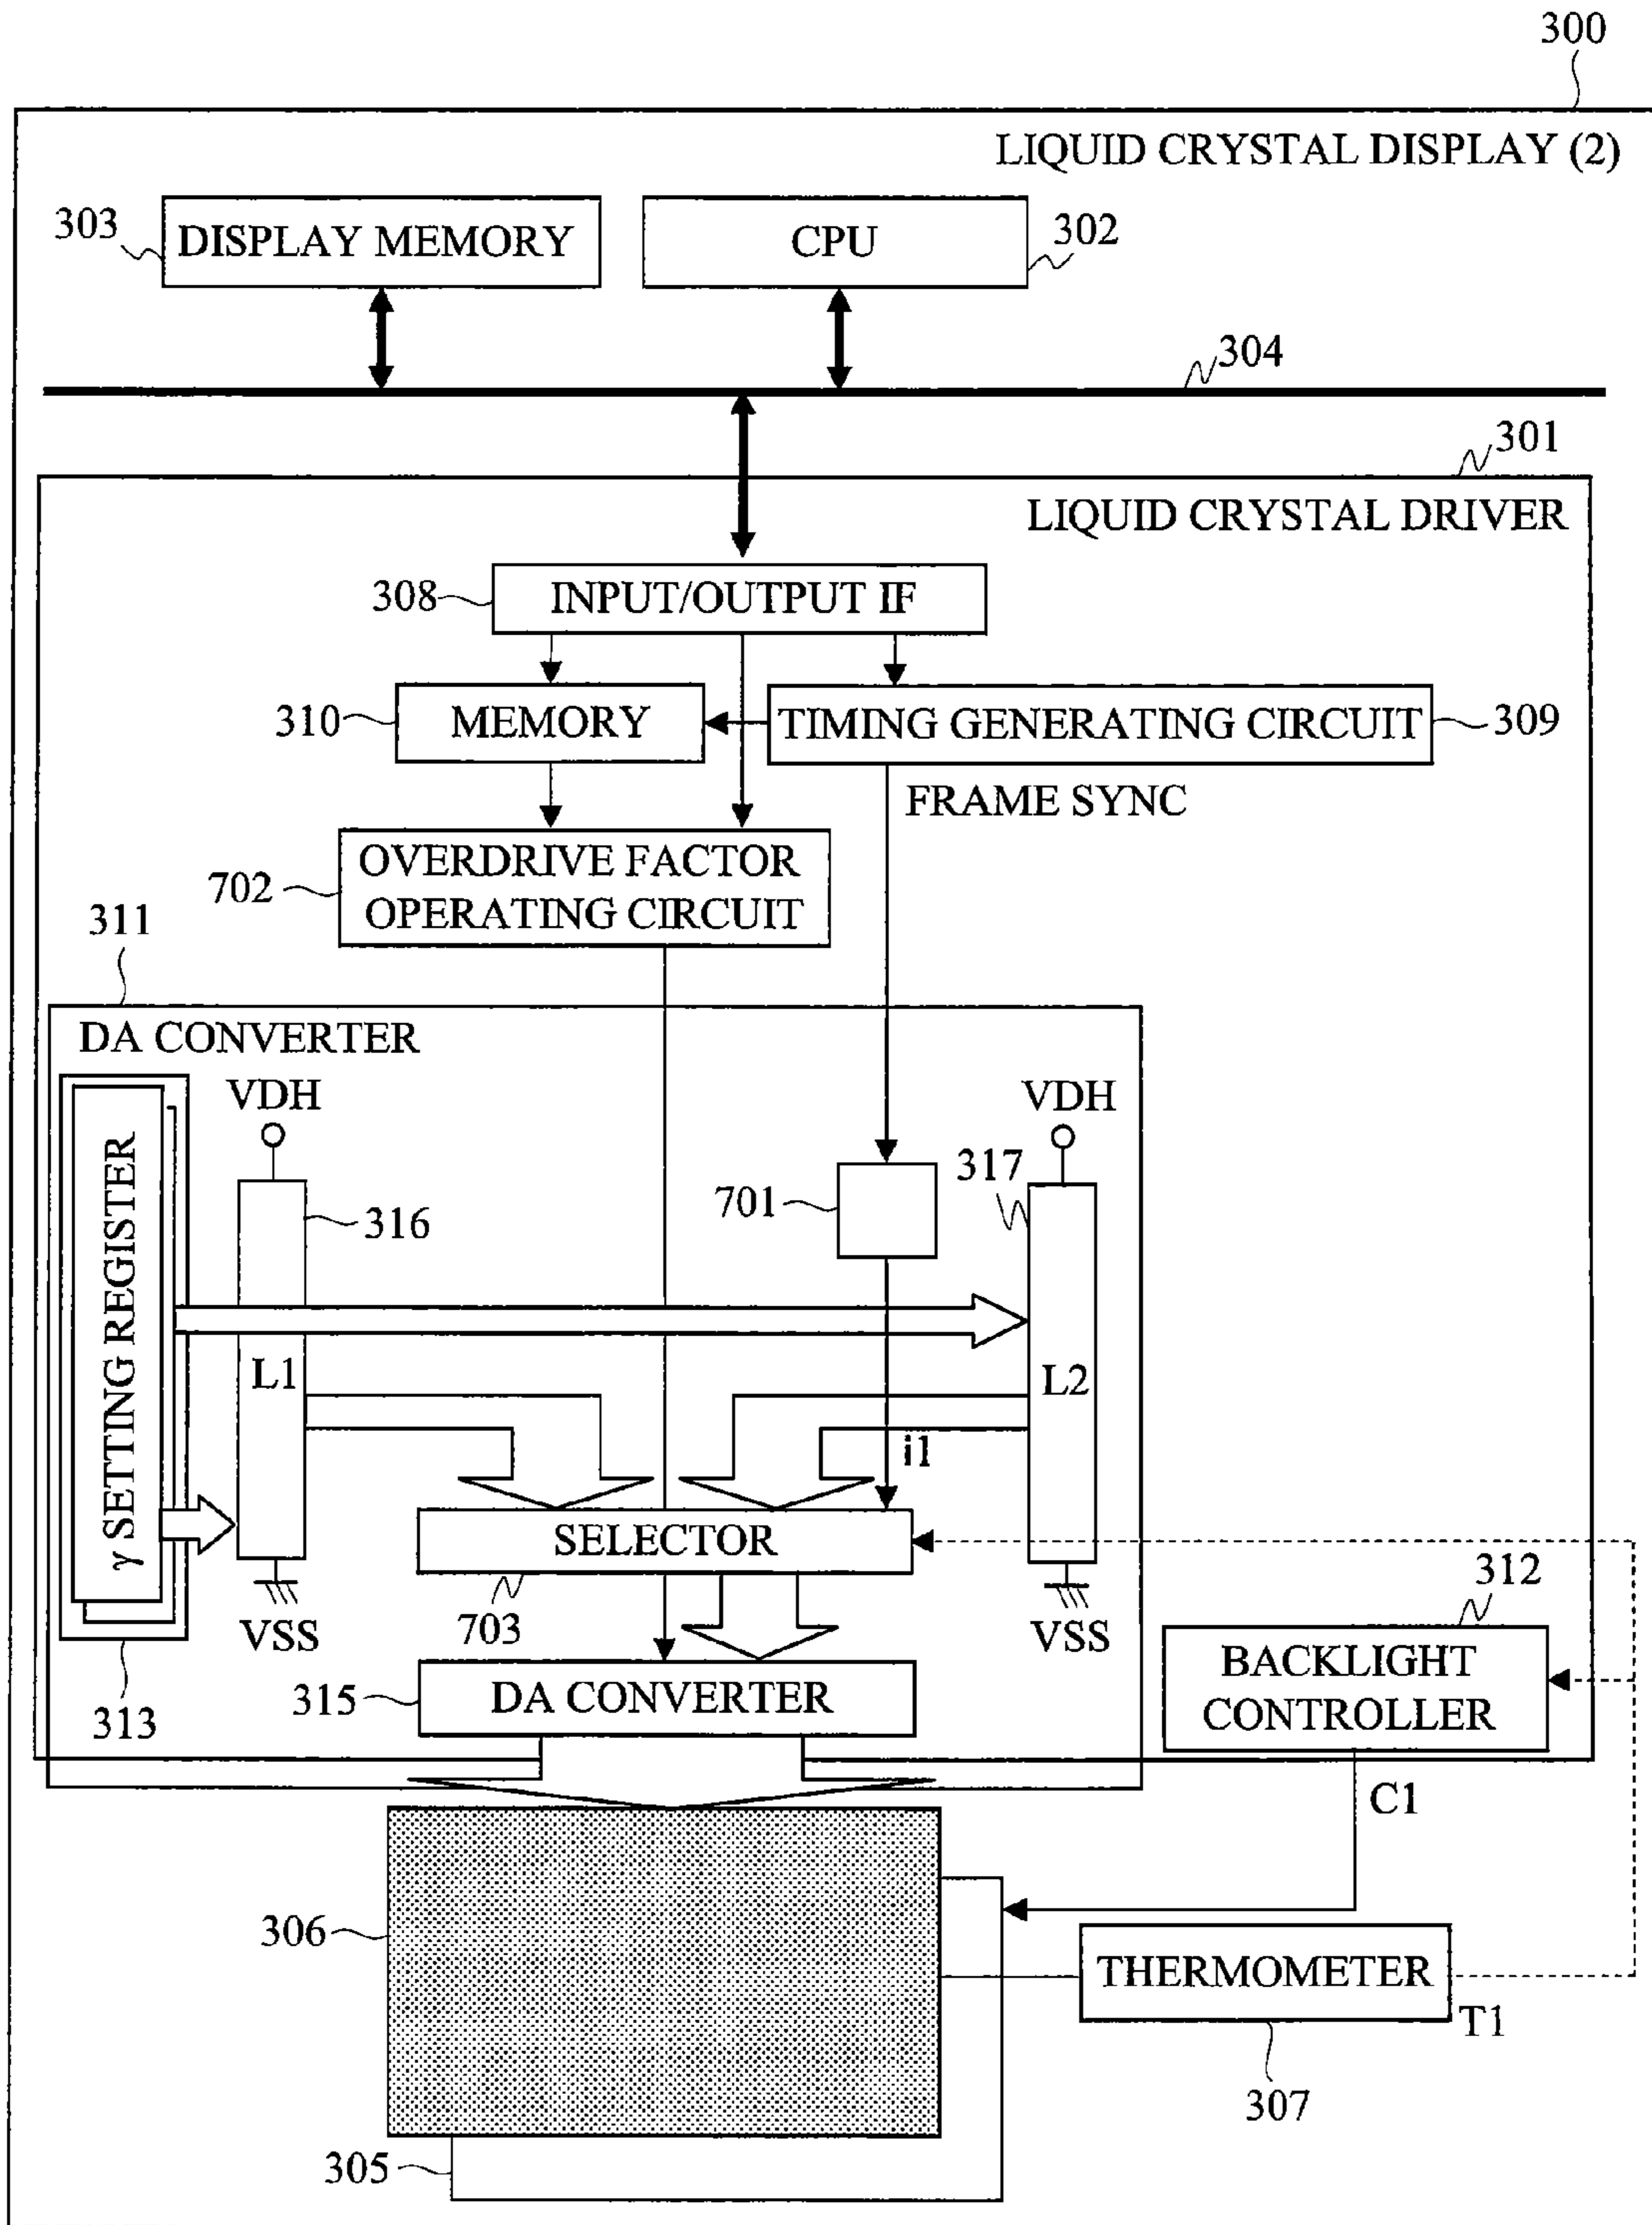 300
LIQUID CRYSTAL DISPLAY (2)
303
DISPLAY MEMORY
CPU
302
304
301
LIQUID CRYSTAL DRIVER
308
INPUT/OUTPUT IF
310
MEMORY
TIMING GENERATING CIRCUIT
309
FRAME SYNC
702
OVERDRIVE FACTOR
OPERATING CIRCUIT
311
DA CONVERTER
VDH
VDH
γ SETTING REGISTER
316
701
317
L1
L2
i1
SELECTOR
703
VSS
VSS
312
BACKLIGHT
CONTROLLER
313
315
DA CONVERTER
C1
306
THERMOMETER
T1
307
305